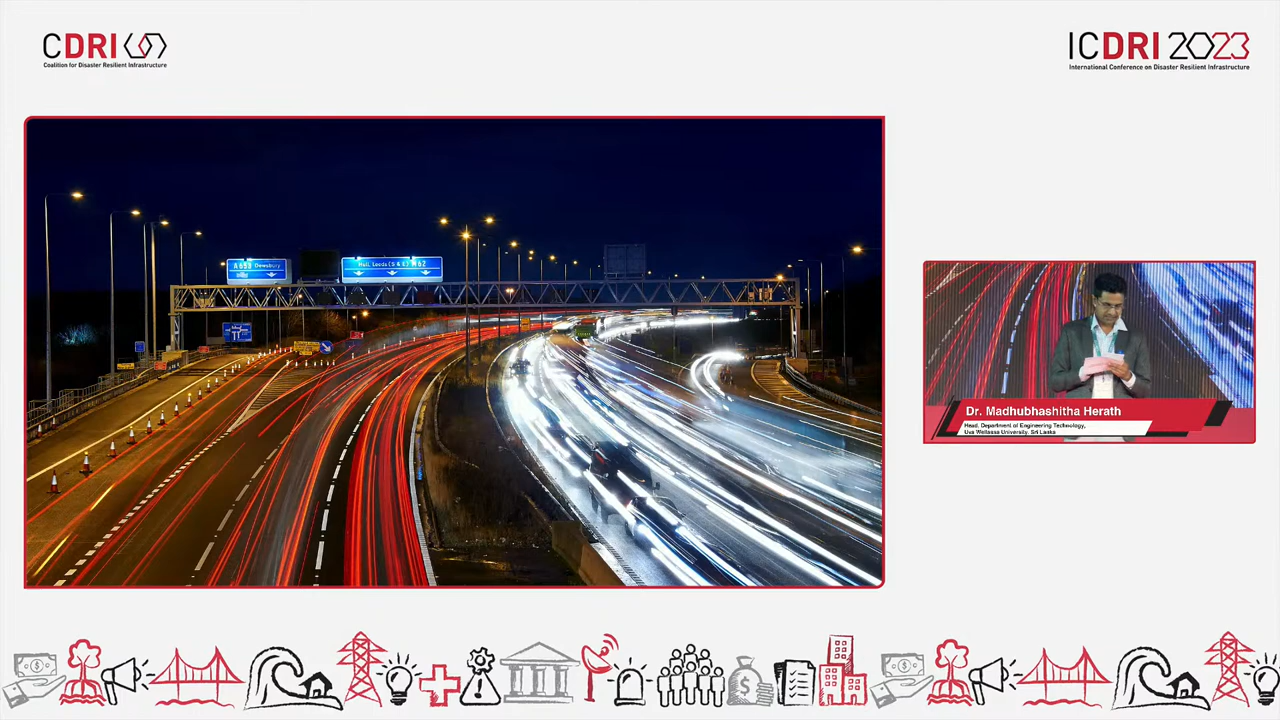 CDRI
Coalition for Disaster Resilient Infrastructure
ICDRI 2023
International Conference on Disaster Resilient Infrastructure
A 653 Dewsbury
Hull, Leeds (S & E) M62
Dr. Madhubhashitha Herath
Head, Department of Engineering Technology,
Uva Wellassa University, Sri Lanka